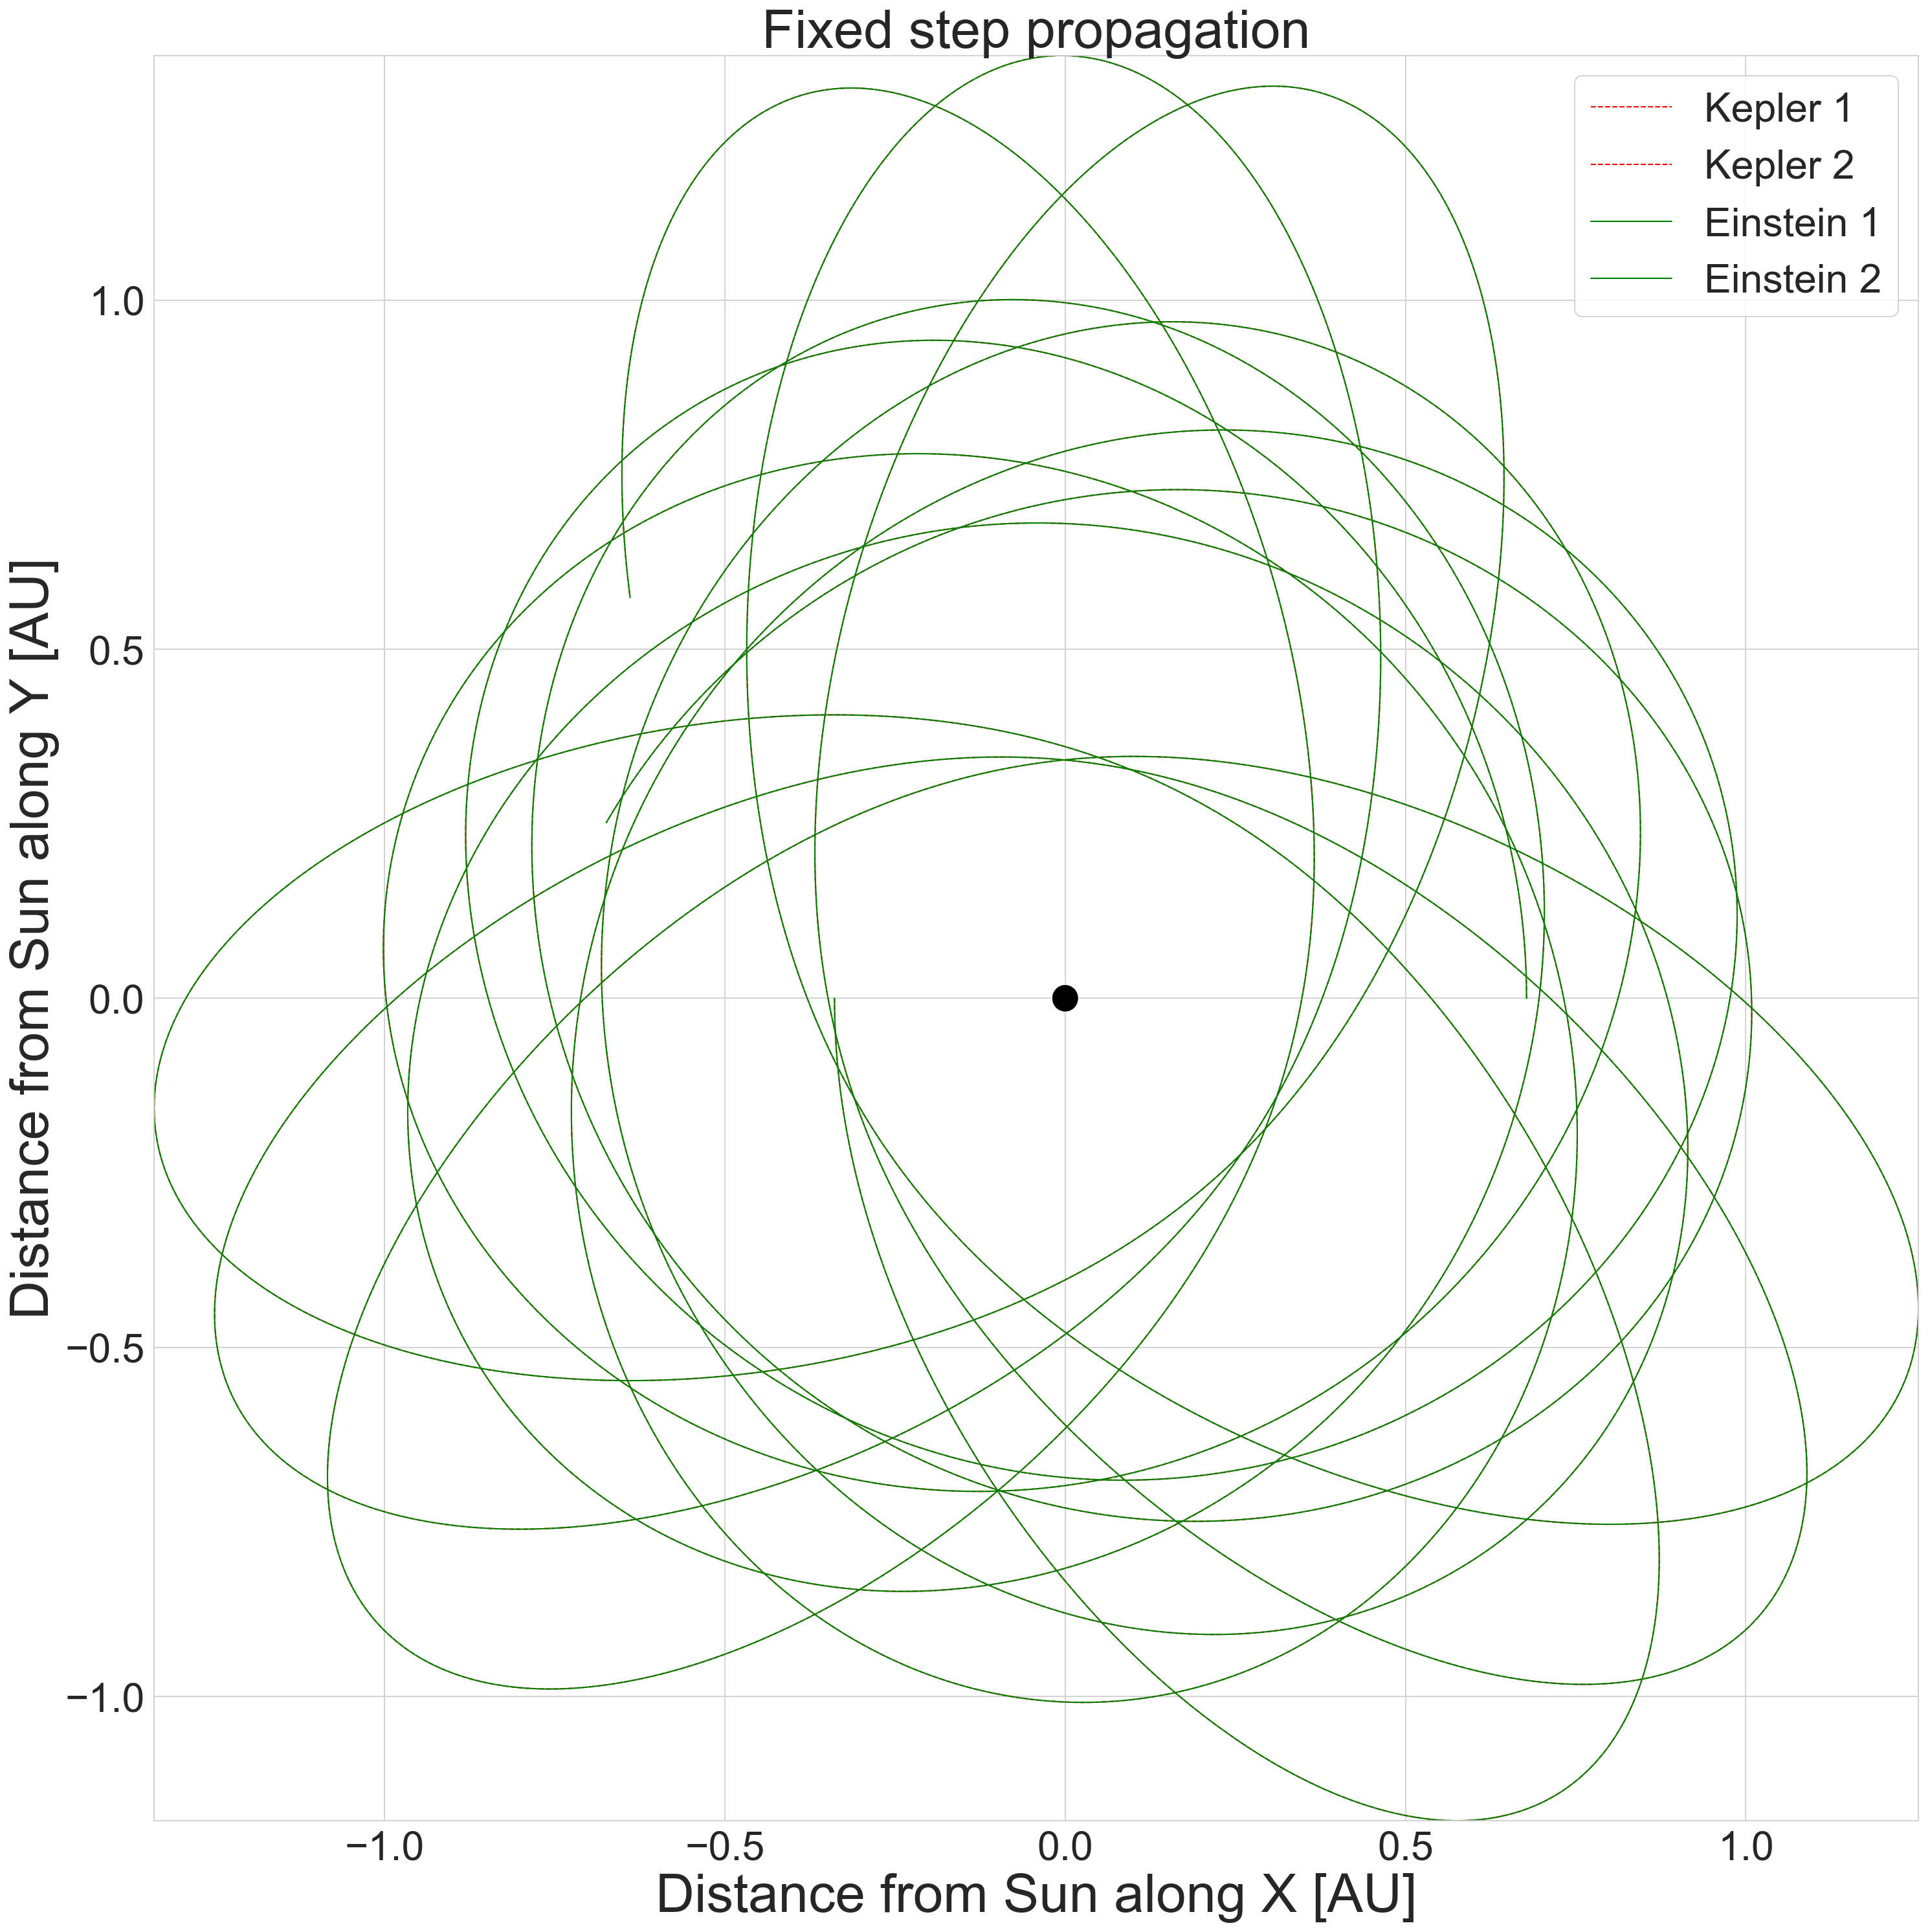 Fixed step propagation
Kepler 1
Kepler 2
Einstein 1
Einstein 2
Distance from Sun along Y [AU]
1.0
0.5
0.0
−0.5
−1.0
−1.0 −0.5 0.0 0.5 1.0
Distance from Sun along X [AU]